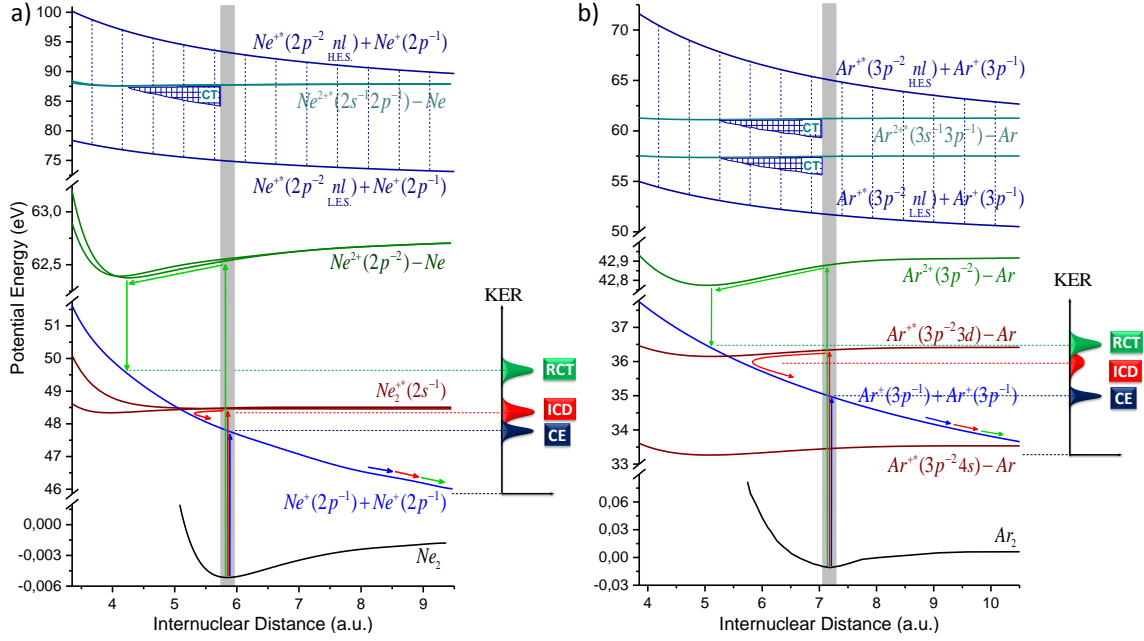 a)
Potential Energy (eV)
100
95
90
85
80
75
63,0
62,5
51
50
49
48
47
46
0,000
-0,003
-0,006
Ne⁺*(2p⁻² nl) + Ne⁺(2p⁻¹)
H.E.S.
CT
Ne²⁺*(2s⁻¹2p⁻¹) – Ne
Ne⁺*(2p⁻² nl) + Ne⁺(2p⁻¹)
L.E.S.
Ne²⁺(2p⁻²) – Ne
Ne₂⁺*(2s⁻¹)
Ne⁺(2p⁻¹) + Ne⁺(2p⁻¹)
Ne₂
4 5 6 7 8 9
Internuclear Distance (a.u.)
KER
RCT
ICD
CE
b)
70
65
60
55
50
42,9
42,8
37
36
35
34
33
0,03
0,00
-0,03
Ar⁺*(3p⁻² nl) + Ar⁺(3p⁻¹)
H.E.S
CT
Ar²⁺*(3s⁻¹3p⁻¹) – Ar
CT
Ar⁺*(3p⁻² nl) + Ar⁺(3p⁻¹)
L.E.S
Ar²⁺(3p⁻²) – Ar
Ar⁺*(3p⁻²3d) – Ar
Ar⁺(3p⁻¹) + Ar⁺(3p⁻¹)
Ar⁺*(3p⁻²4s) – Ar
Ar₂
4 5 6 7 8 9 10
Internuclear Distance (a.u.)
KER
RCT
ICD
CE